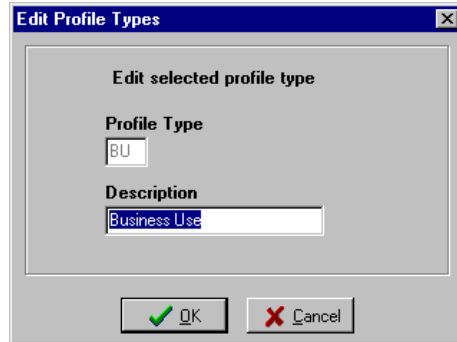 Edit Profile Types
Edit selected profile type
Profile Type
BU
Description
Business Use
OK
Cancel